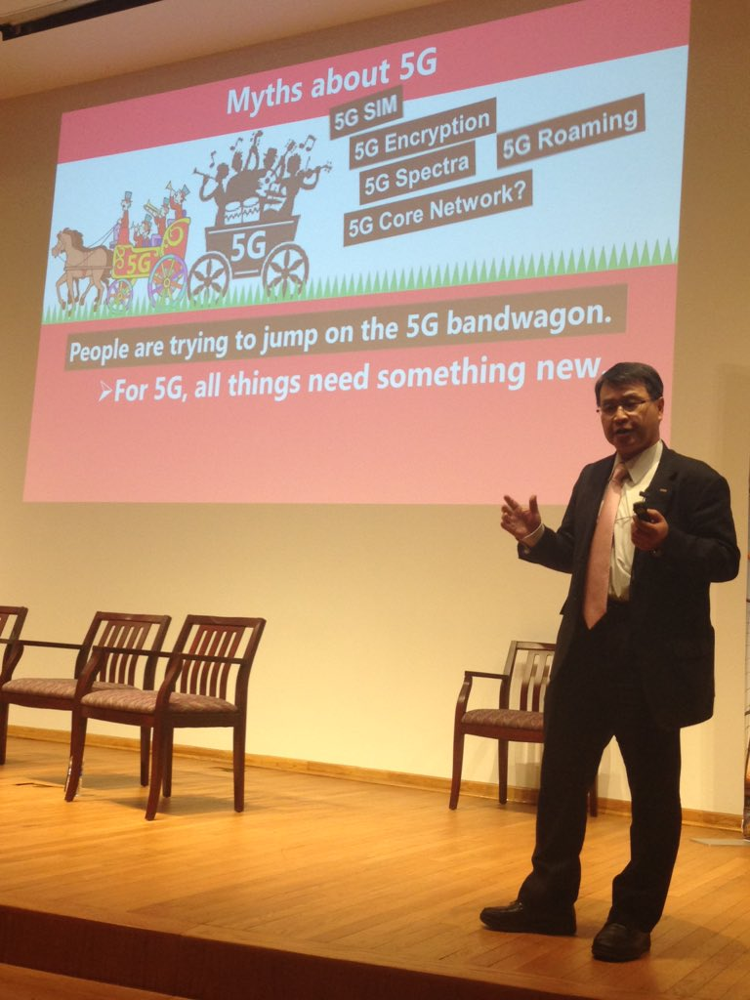 Myths about 5G
5G SIM
5G Encryption
5G Roaming
5G Spectra
5G Core Network?
5G
5G
People are trying to jump on the 5G bandwagon.
➢For 5G, all things need something new